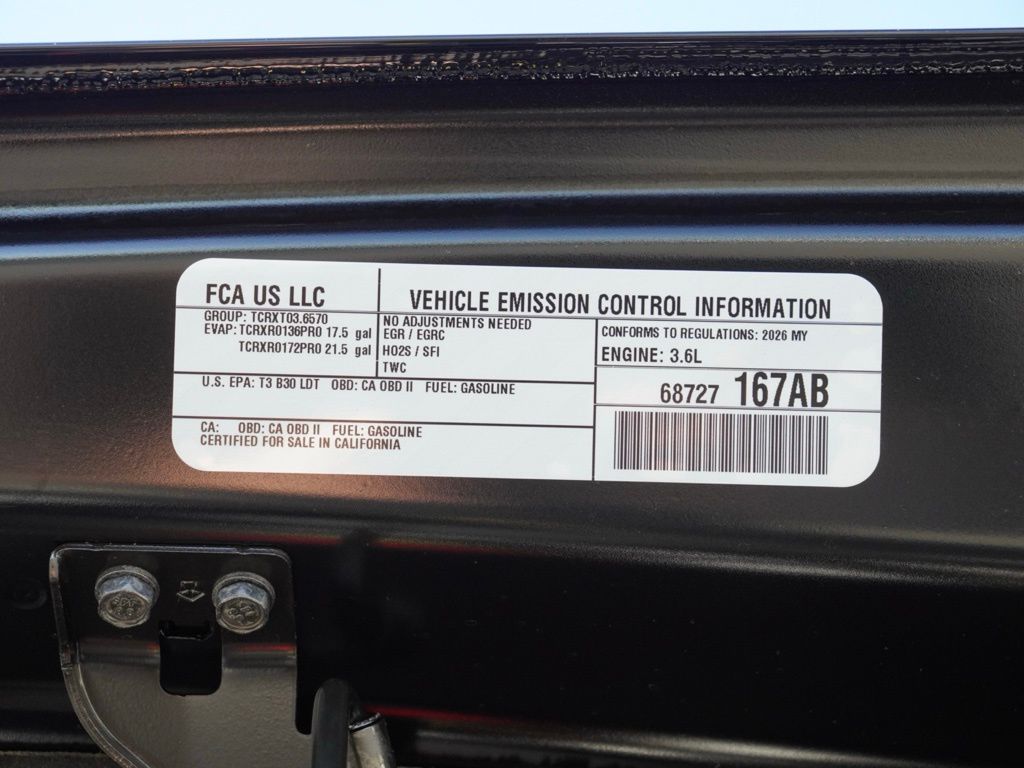 FCA US LLC
VEHICLE EMISSION CONTROL INFORMATION
GROUP: TCRXT03.6570
EVAP: TCRXR0136PR0 17.5 gal
TCRXR0172PR0 21.5 gal
NO ADJUSTMENTS NEEDED
EGR / EGRC
HO2S / SFI
TWC
CONFORMS TO REGULATIONS: 2026 MY
ENGINE: 3.6L
68727 167AB
U.S. EPA: T3 B30 LDT OBD: CA OBD II FUEL: GASOLINE
CA: OBD: CA OBD II FUEL: GASOLINE
CERTIFIED FOR SALE IN CALIFORNIA